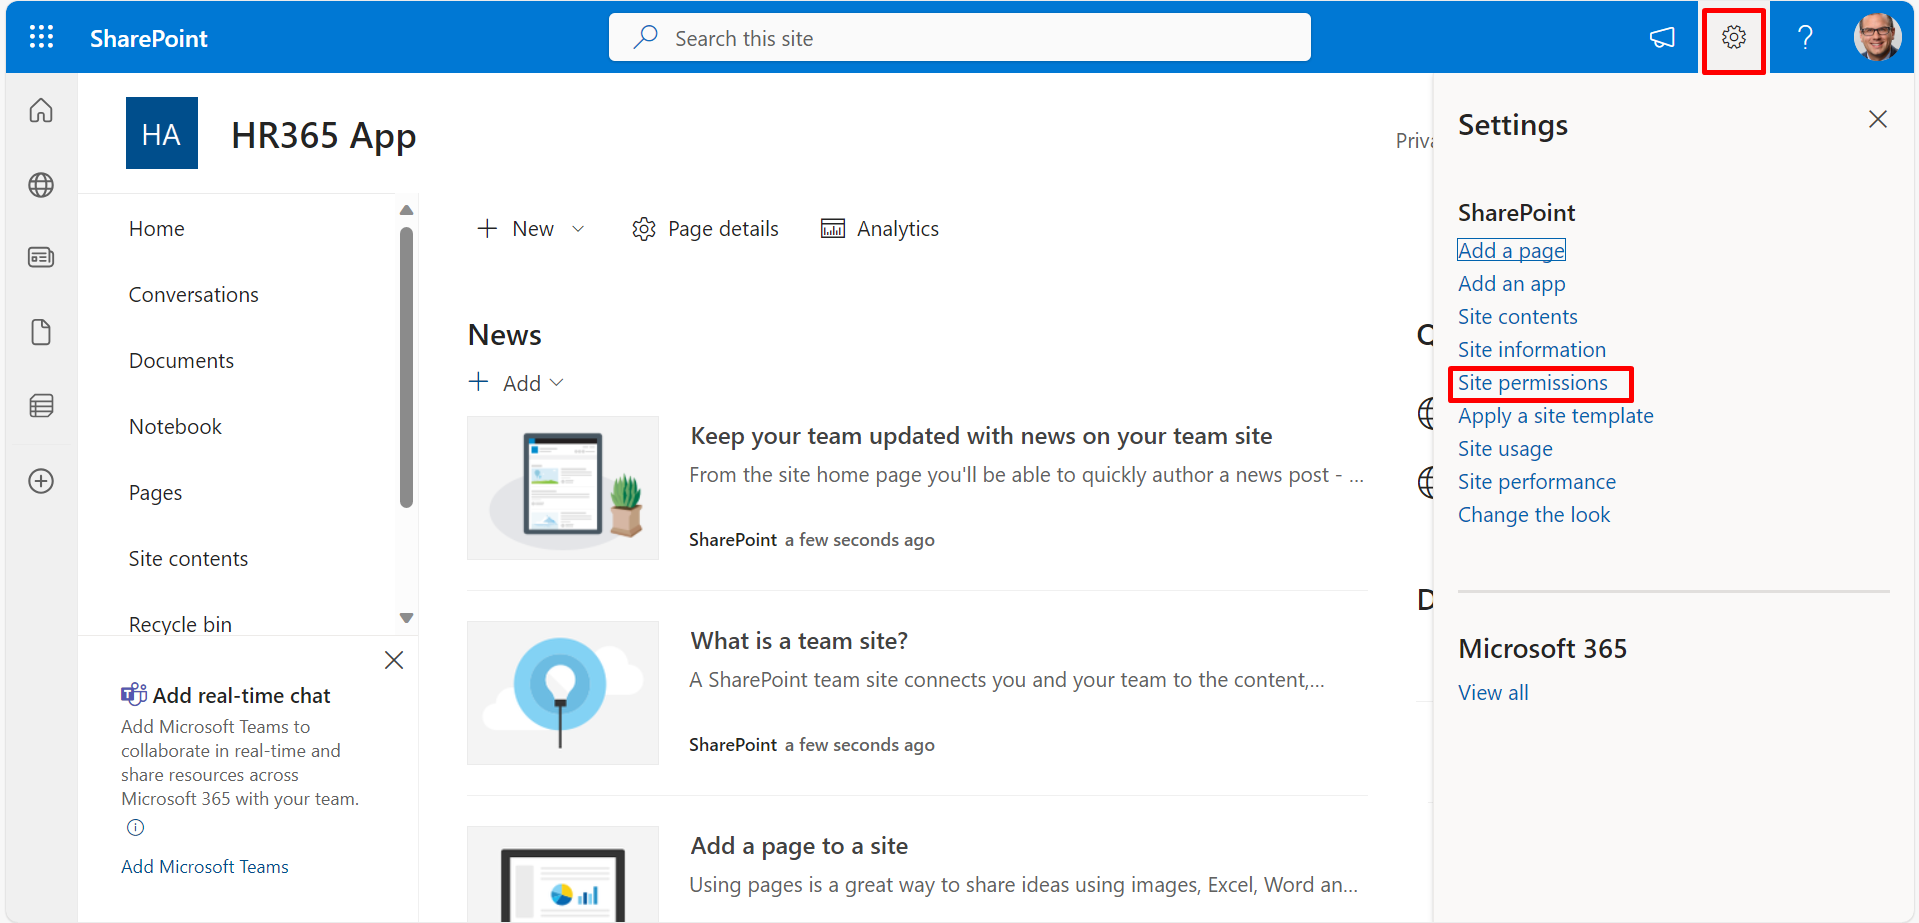 SharePoint
Search this site
?
HA
HR365 App
Home
Conversations
Documents
Notebook
Pages
Site contents
Recycle bin
Add real-time chat
Add Microsoft Teams to
collaborate in real-time and
share resources across
Microsoft 365 with your team.
Add Microsoft Teams
New
Page details
Analytics
News
Add
Keep your team updated with news on your team site
From the site home page you'll be able to quickly author a news post - ...
SharePoint a few seconds ago
What is a team site?
A SharePoint team site connects you and your team to the content,...
SharePoint a few seconds ago
Add a page to a site
Using pages is a great way to share ideas using images, Excel, Word an...
Settings
SharePoint
Add a page
Add an app
Site contents
Site information
Site permissions
Apply a site template
Site usage
Site performance
Change the look
Microsoft 365
View all